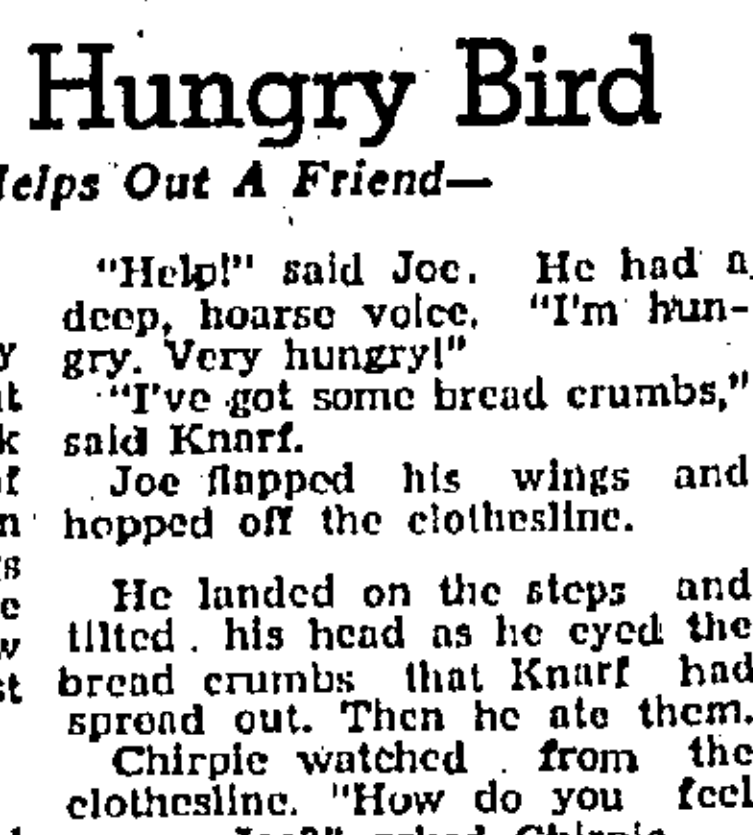 Hungry Bird
Helps Out A Friend—
"Help!" said Joe. He had a
deep, hoarse voice. "I'm hun-
gry. Very hungry!"
"I've got some bread crumbs,"
said Knarf.
Joe flapped his wings and
hopped off the clothesline.
He landed on the steps and
tilted his head as he eyed the
bread crumbs that Knarf had
spread out. Then he ate them.
Chirpie watched from the
clothesline. "How do you feel
Joe?" asked Chirpie